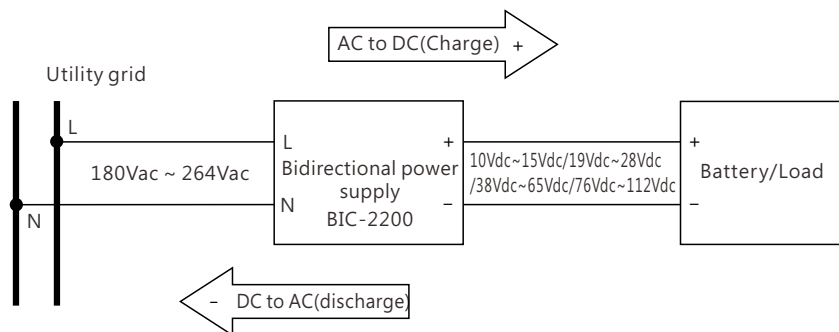 AC to DC(Charge) +
Utility grid
L
180Vac ~ 264Vac
N
L
N
Bidirectional power
supply
BIC-2200
+
−
10Vdc~15Vdc/19Vdc~28Vdc
/38Vdc~65Vdc/76Vdc~112Vdc
+
−
Battery/Load
− DC to AC(discharge)